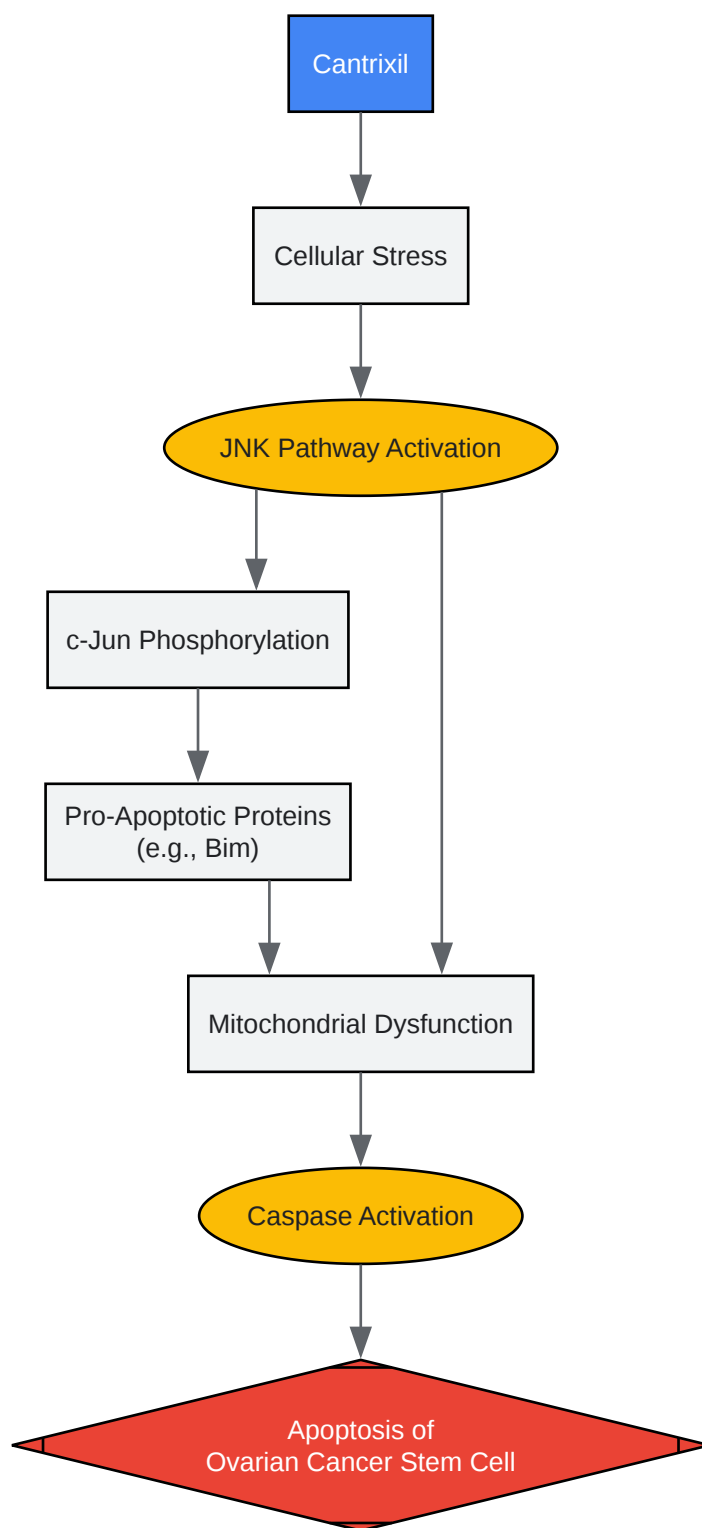 Cantrixil
Cellular Stress
JNK Pathway Activation
c-Jun Phosphorylation
Pro-Apoptotic Proteins
(e.g., Bim)
Mitochondrial Dysfunction
Caspase Activation
Apoptosis of
Ovarian Cancer Stem Cell